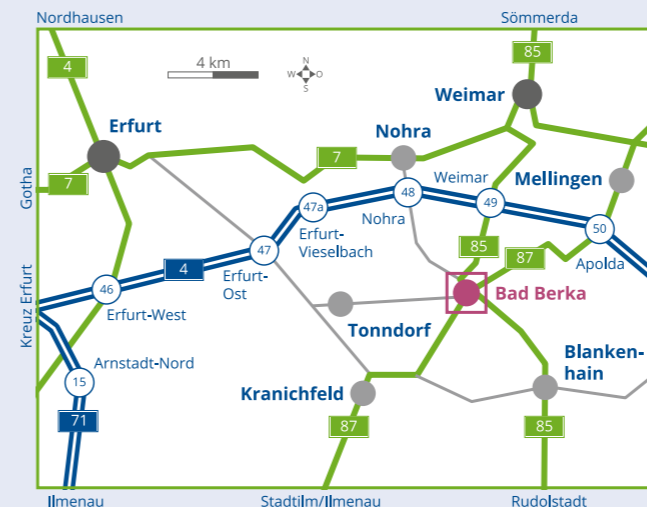 Nordhausen
Sömmerda
4
4 km
N
W
O
S
85
Weimar
Erfurt
7
Nohra
Gotha
7
Weimar
Mellingen
48
47a
49
Nohra
Erfurt-
Vieselbach
50
47
4
Erfurt-
Ost
85
87
Apolda
Kreuz Erfurt
46
Erfurt-West
Bad Berka
Tonndorf
Arnstadt-Nord
15
Blanken-
hain
Kranichfeld
71
87
85
Ilmenau
Stadtilm/Ilmenau
Rudolstadt